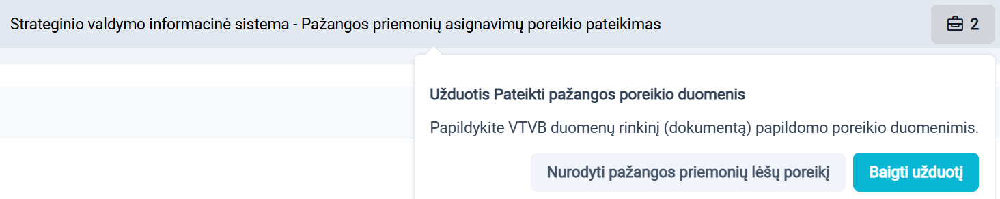 Strateginio valdymo informacinė sistema - Pažangos priemonių asignavimų poreikio pateikimas
2
Užduotis Pateikti pažangos poreikio duomenis
Papildykite VTVB duomenų rinkinį (dokumentą) papildomo poreikio duomenimis.
Nurodyti pažangos priemonių lėšų poreikį
Baigti užduotį